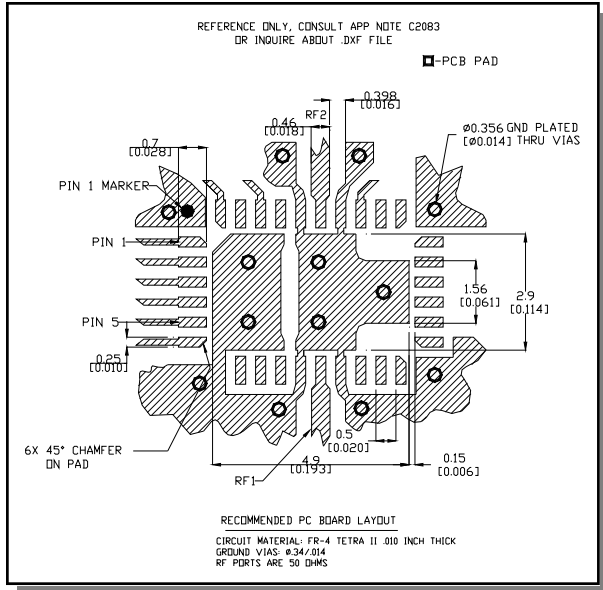 REFERENCE ONLY, CONSULT APP NOTE C2083
OR INQUIRE ABOUT .DXF FILE
-PCB PAD
0.398
[0.016]
0.46
[0.018]
RF2
Ø0.356 GND PLATED
[Ø0.014] THRU VIAS
0.7
[0.028]
PIN 1 MARKER
PIN 1
1.56
[0.061]
2.9
[0.114]
PIN 5
0.25
[0.010]
6X 45° CHAMFER
ON PAD
0.5
[0.020]
4.9
[0.193]
0.15
[0.006]
RF1
RECOMMENDED PC BOARD LAYOUT
CIRCUIT MATERIAL: FR-4 TETRA II .010 INCH THICK
GROUND VIAS: Ø.34/.014
RF PORTS ARE 50 OHMS